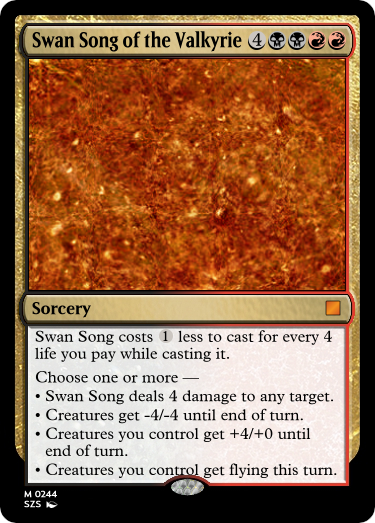 Swan Song of the Valkyrie 4
Sorcery
Swan Song costs 1 less to cast for every 4
life you pay while casting it.
Choose one or more —
• Swan Song deals 4 damage to any target.
• Creatures get -4/-4 until end of turn.
• Creatures you control get +4/+0 until
end of turn.
• Creatures you control get flying this turn.
M 0244
SZS